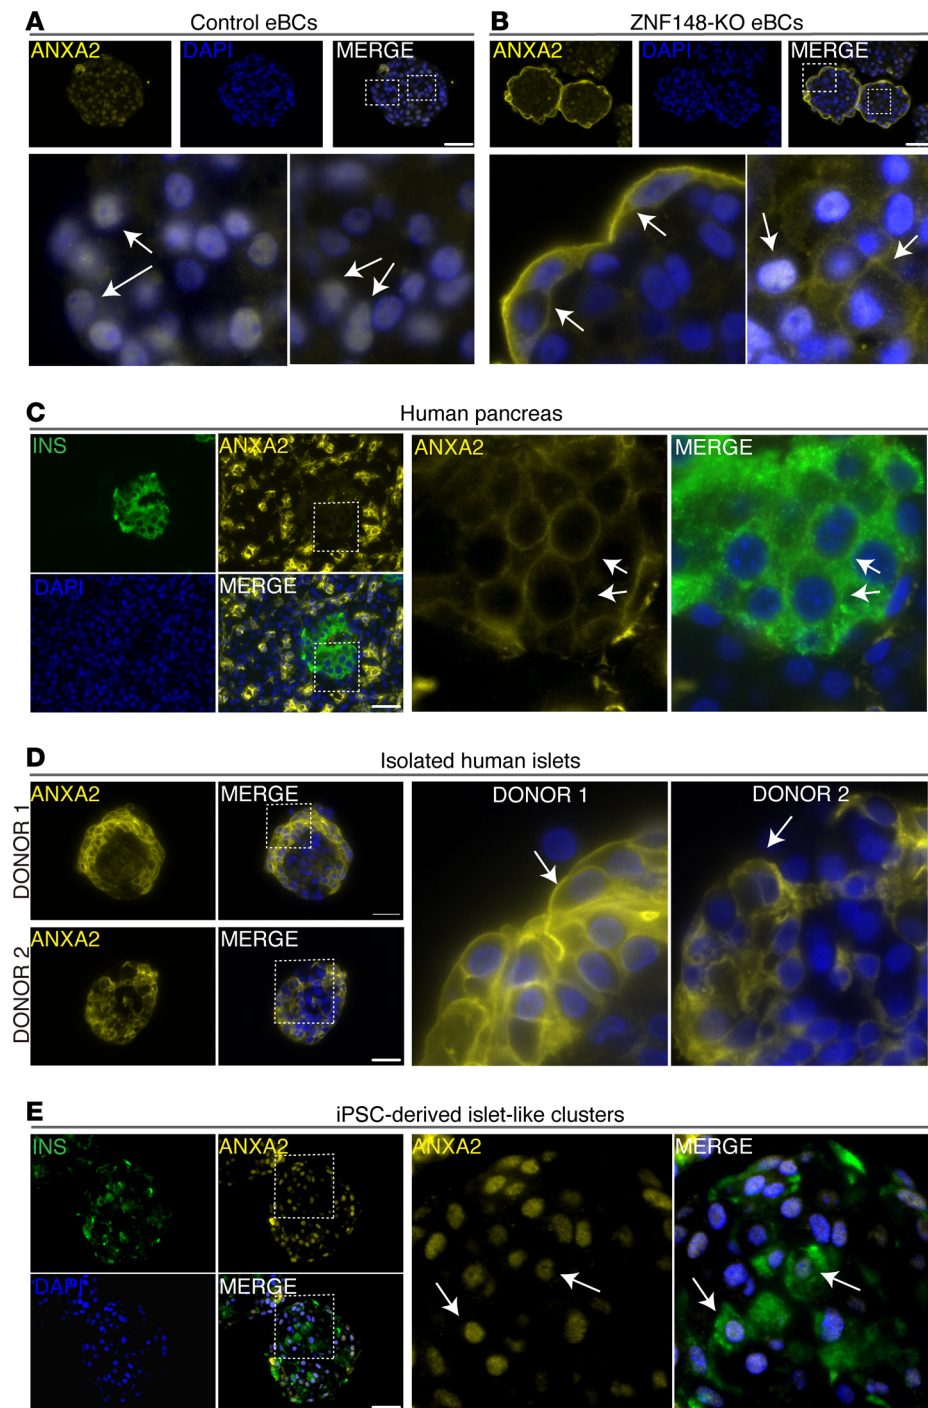 A Control eBCs
ANXA2 DAPI MERGE
B ZNF148-KO eBCs
ANXA2 DAPI MERGE
C Human pancreas
INS ANXA2 ANXA2 MERGE
DAPI MERGE
D Isolated human islets
DONOR 1
ANXA2 MERGE DONOR 1 DONOR 2
DONOR 2
ANXA2 MERGE
E iPSC-derived islet-like clusters
INS ANXA2 ANXA2 MERGE
DAPI MERGE